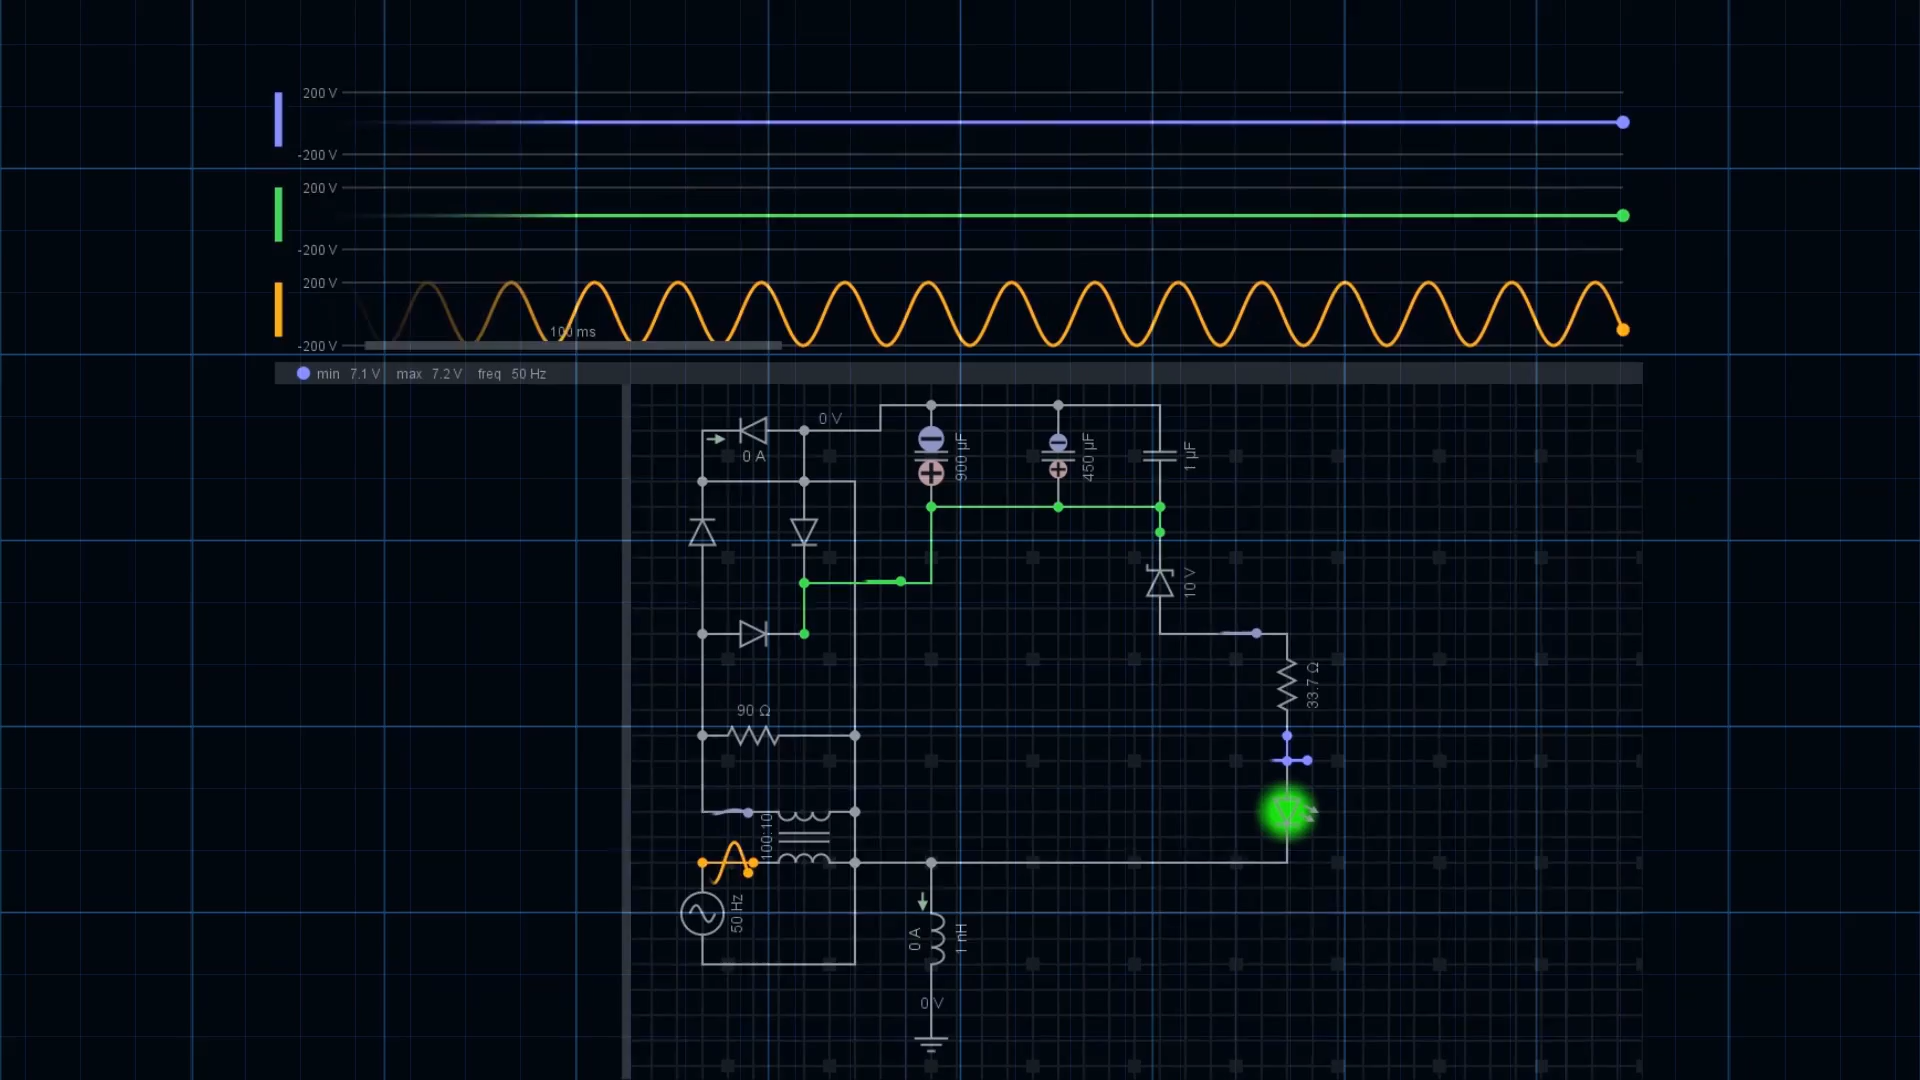 200 V
-200 V
200 V
-200 V
200 V
100 ms
-200 V
min 7.1 V max 7.2 V freq 50 Hz
0 V
0 A
900 µF
450 µF
1 µF
10 V
33.7 Ω
90 Ω
100:10
50 Hz
0 A
1 nH
0 V